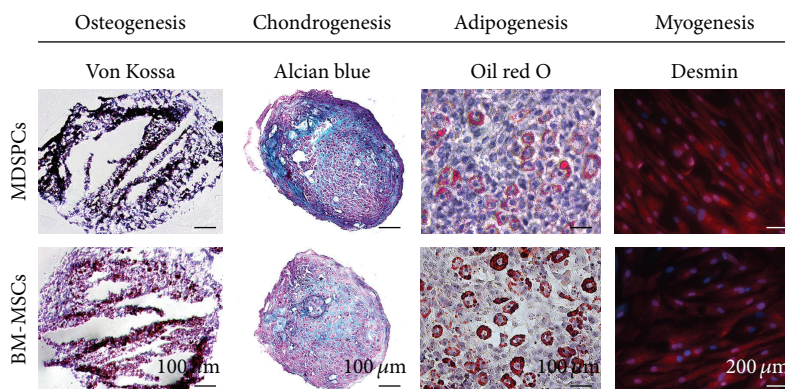 Osteogenesis Chondrogenesis Adipogenesis Myogenesis
Von Kossa Alcian blue Oil red O Desmin
MDSPCs
BM-MSCs
100 μm 100 μm 100 μm 200 μm